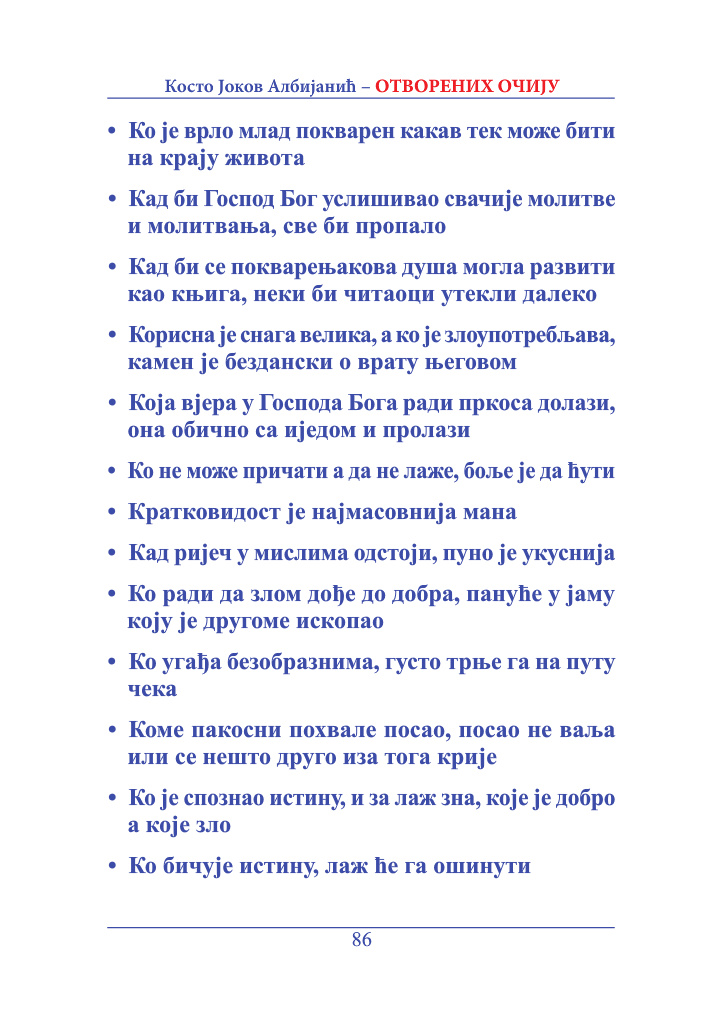 Косто Јоков Албијанић – ОТВОРЕНИХ ОЧИЈУ
• Ко је врло млад покварен какав тек може бити
на крају живота
• Кад би Господ Бог услишивао свачије молитве
и молитвања, све би пропало
• Кад би се покварењакова душа могла развити
као књига, неки би читаоци утекли далеко
• Корисна је снага велика, а ко је злоупотребљава,
камен је бездански о врату његовом
• Која вјера у Господа Бога ради пркоса долази,
она обично са иједом и пролази
• Ко не може причати а да не лаже, боље је да ћути
• Кратковидост је најмасовнија мана
• Кад ријеч у мислима одстоји, пуно је укуснија
• Ко ради да злом дође до добра, пануће у јаму
коју је другоме ископао
• Ко угађа безобразнима, густо трње га на путу
чека
• Коме пакосни похвале посао, посао не ваља
или се нешто друго иза тога крије
• Ко је спознао истину, и за лаж зна, које је добро
а које зло
• Ко бичује истину, лаж ће га ошинути
86